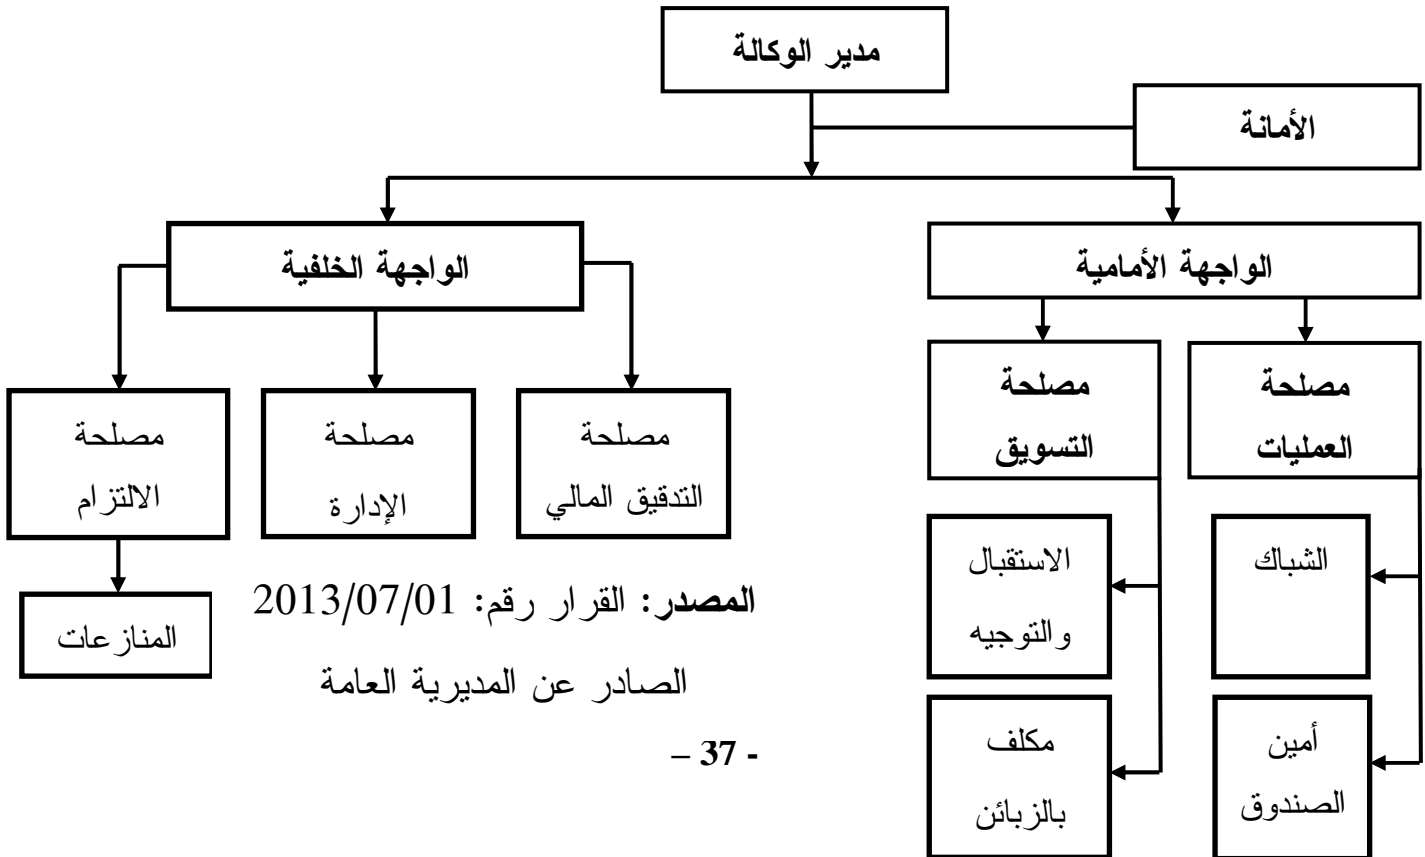 مدير الوكالة
الأمانة
الواجهة الأمامية
الواجهة الخلفية
مصلحة
العمليات
مصلحة
التسويق
مصلحة
التدقيق المالي
مصلحة
الإدارة
مصلحة
الالتزام
الشباك
الاستقبال
والتوجيه
أمين
الصندوق
مكلف
بالزبائن
المنازعات
المصدر: القرار رقم: 2013/07/01
الصادر عن المديرية العامة
- 37 –